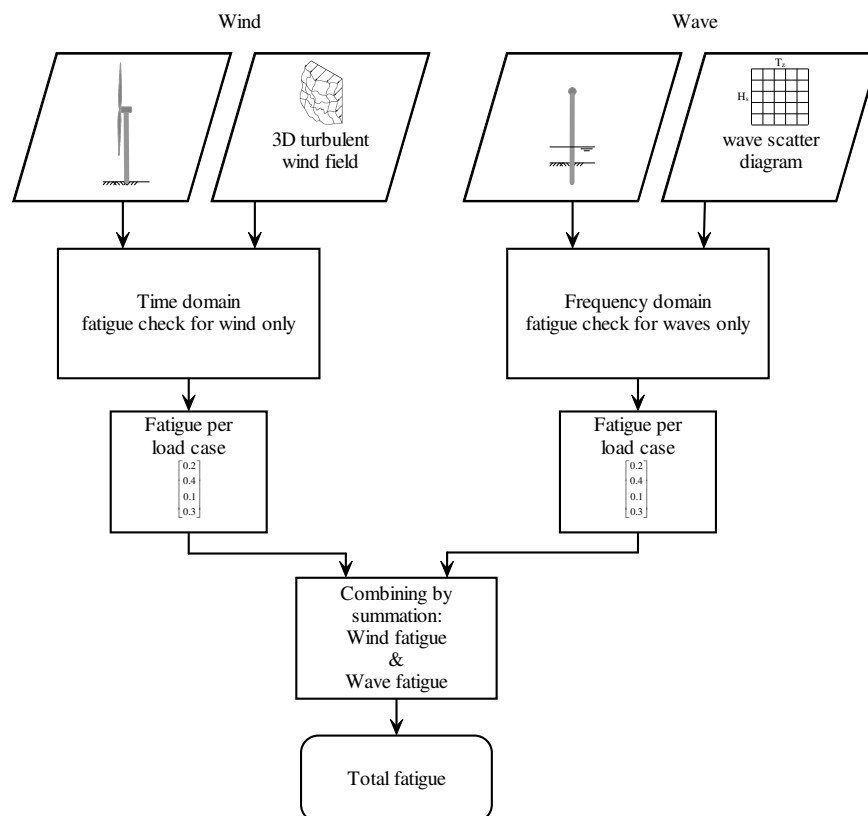 Wind
Wave
3D turbulent
wind field
T_z
H_s
wave scatter
diagram
Time domain
fatigue check for wind only
Frequency domain
fatigue check for waves only
Fatigue per
load case
0.2
0.4
0.1
0.3
Fatigue per
load case
0.2
0.4
0.1
0.3
Combining by
summation:
Wind fatigue
&
Wave fatigue
Total fatigue